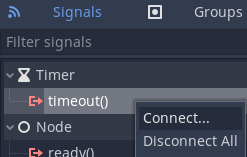 Signals Groups
Filter signals
Timer
timeout()
Connect...
Node
Disconnect All
ready()